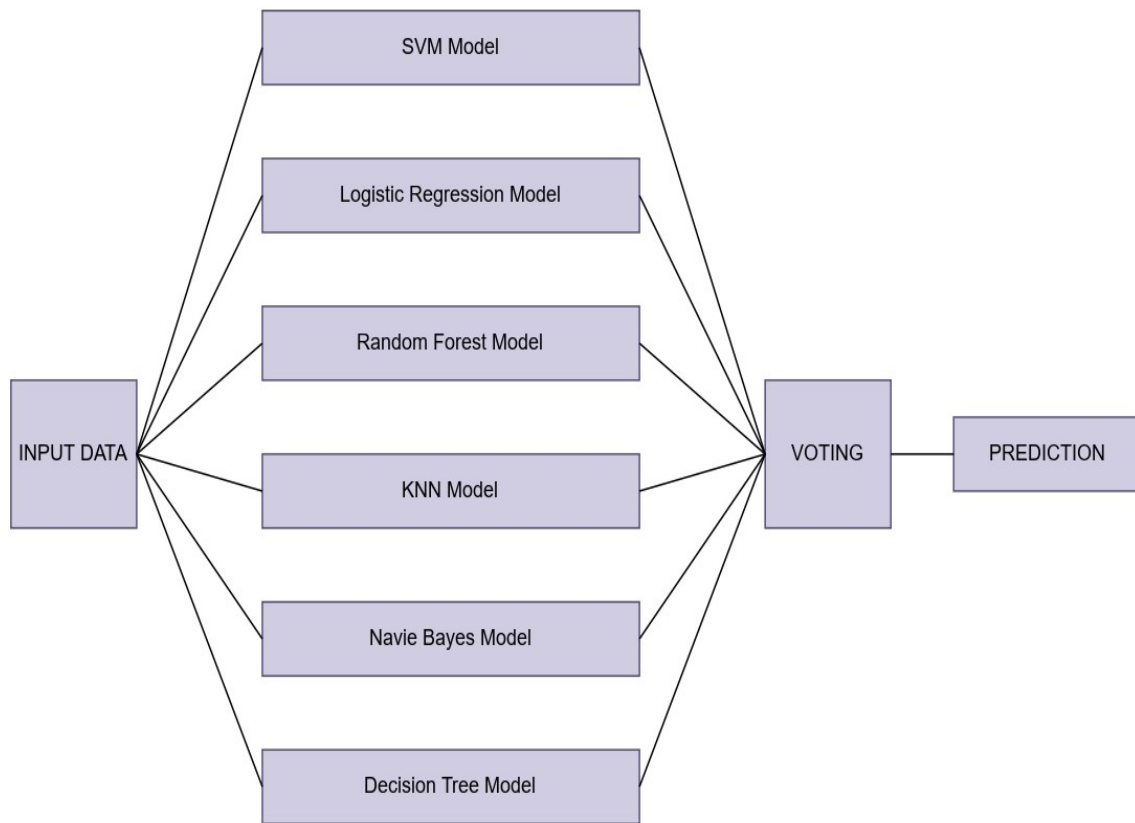 SVM Model
Logistic Regression Model
Random Forest Model
INPUT DATA
VOTING
PREDICTION
KNN Model
Navie Bayes Model
Decision Tree Model